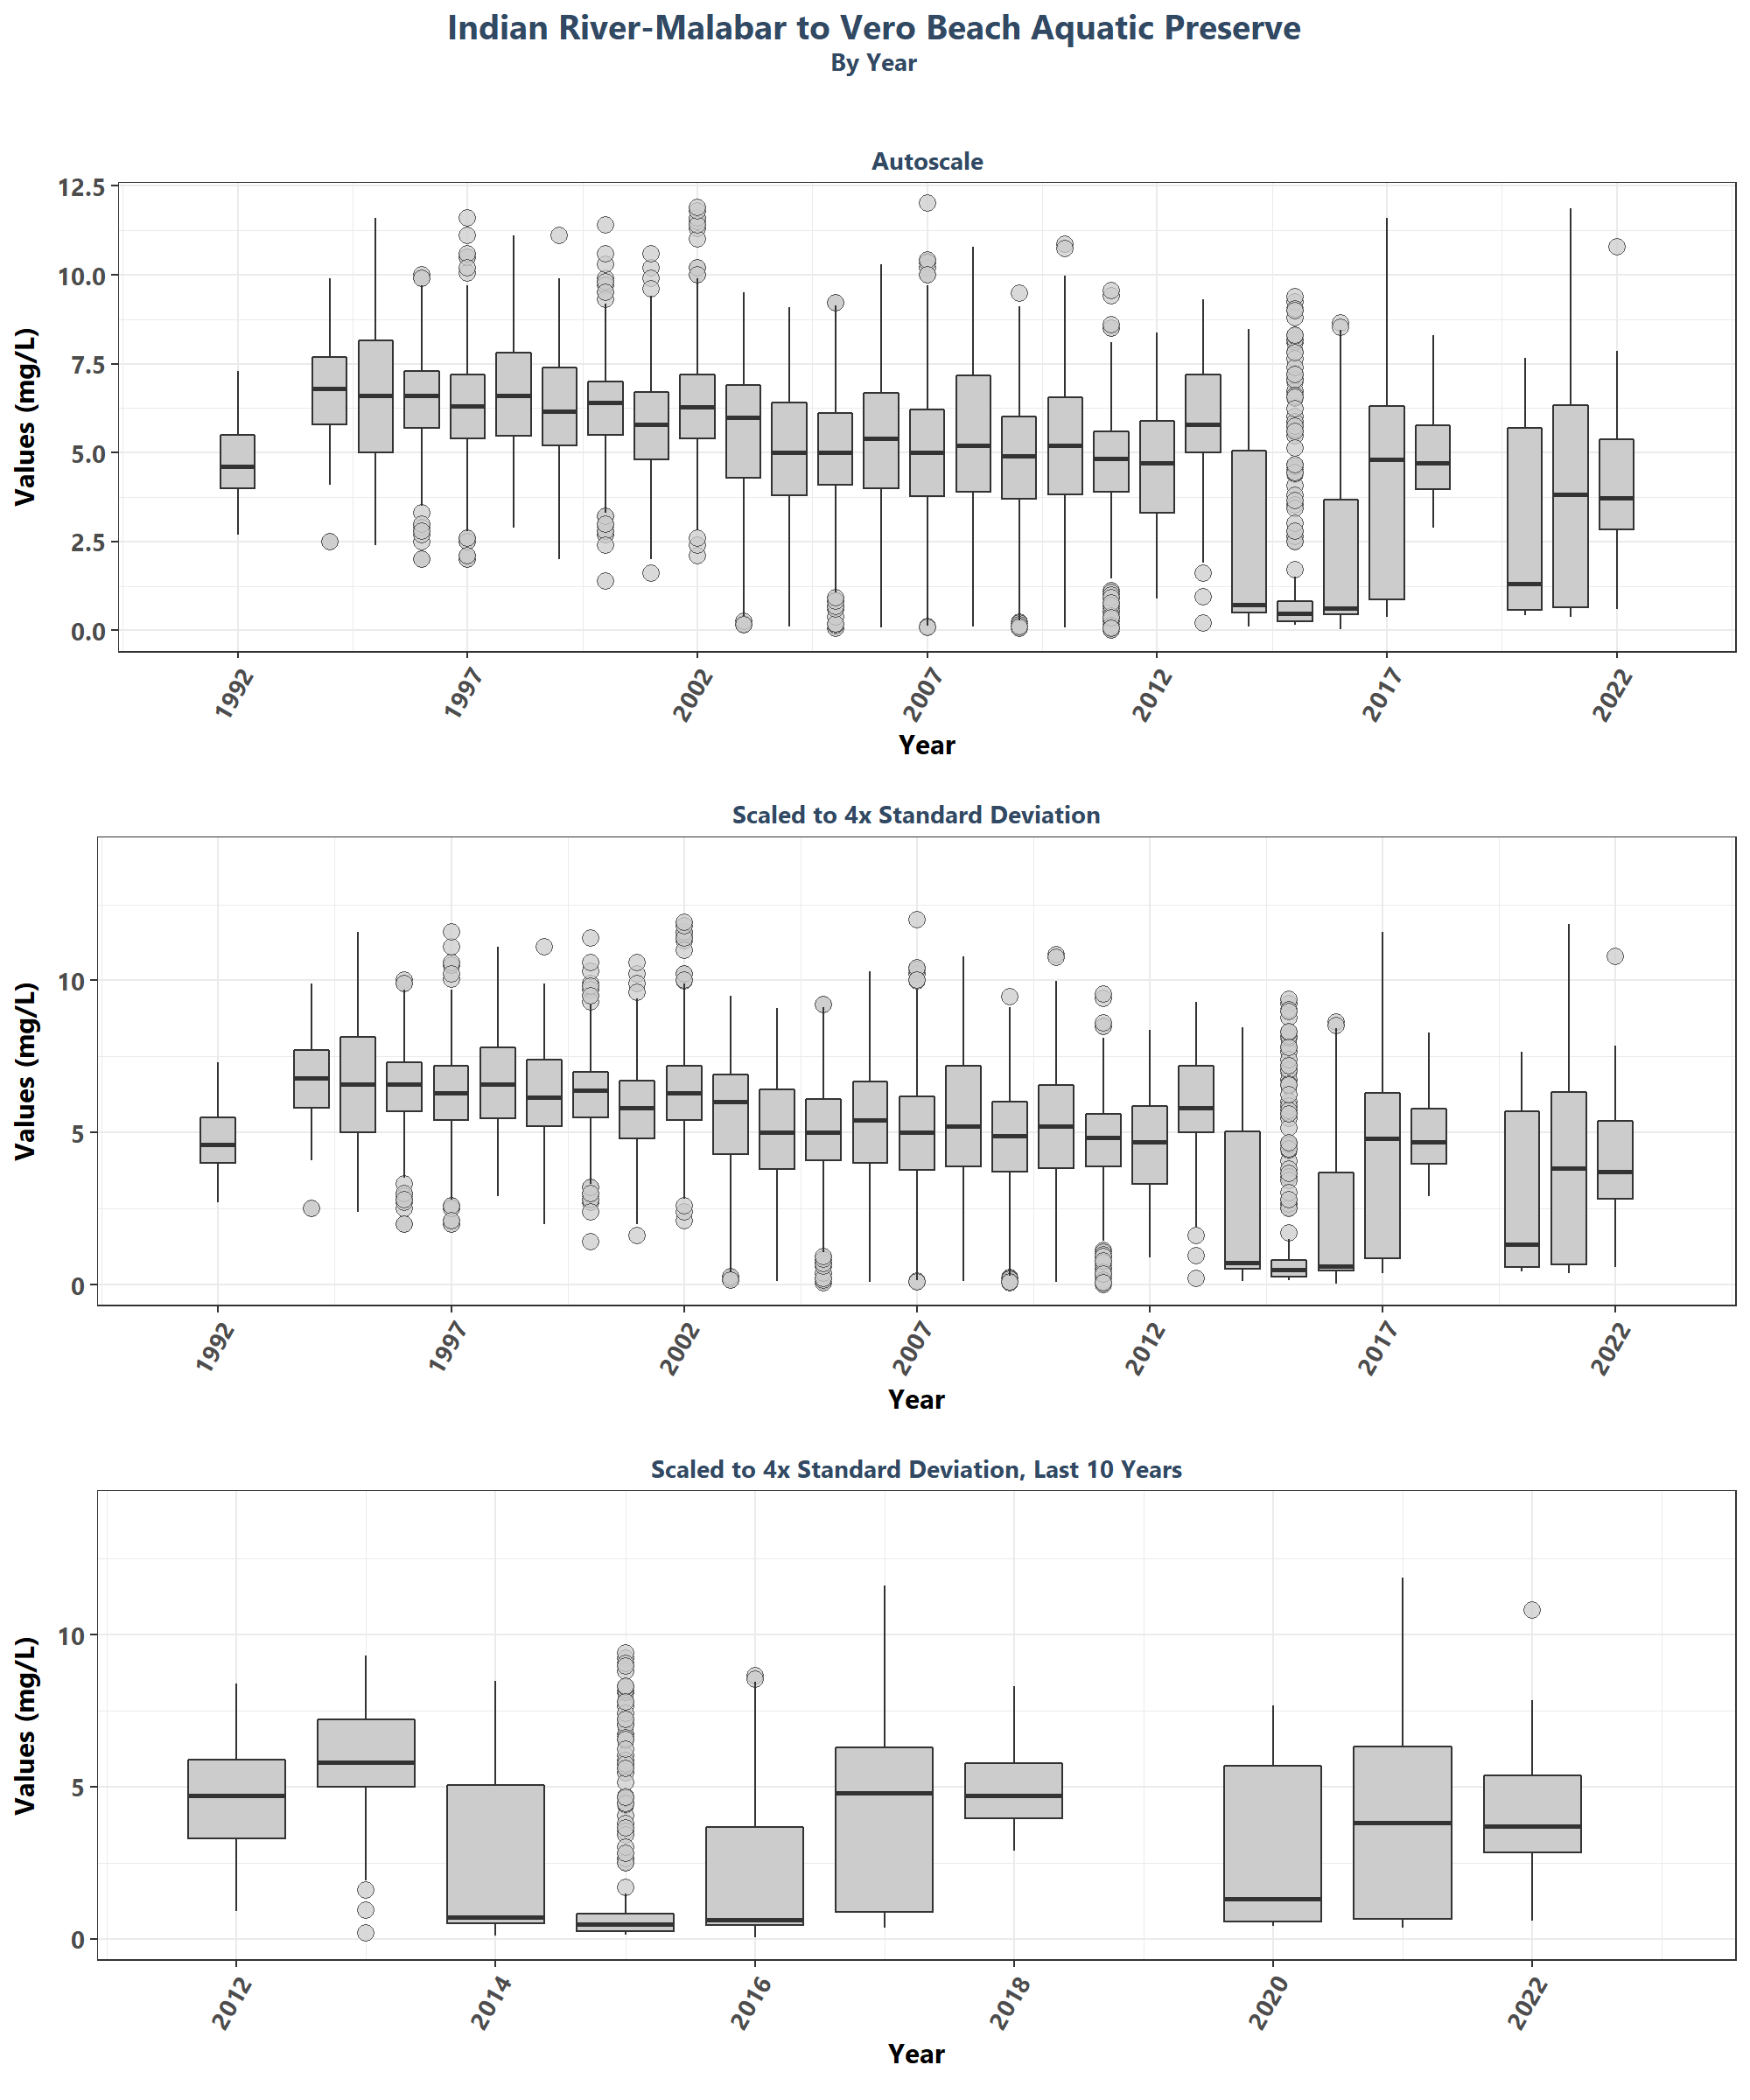 Indian River-Malabar to Vero Beach Aquatic Preserve
By Year
Autoscale
Values (mg/L)
12.5
10.0
7.5
5.0
2.5
0.0
1992 1997 2002 2007 2012 2017 2022
Year
Scaled to 4x Standard Deviation
Values (mg/L)
10
5
0
1992 1997 2002 2007 2012 2017 2022
Year
Scaled to 4x Standard Deviation, Last 10 Years
Values (mg/L)
10
5
0
2012 2014 2016 2018 2020 2022
Year